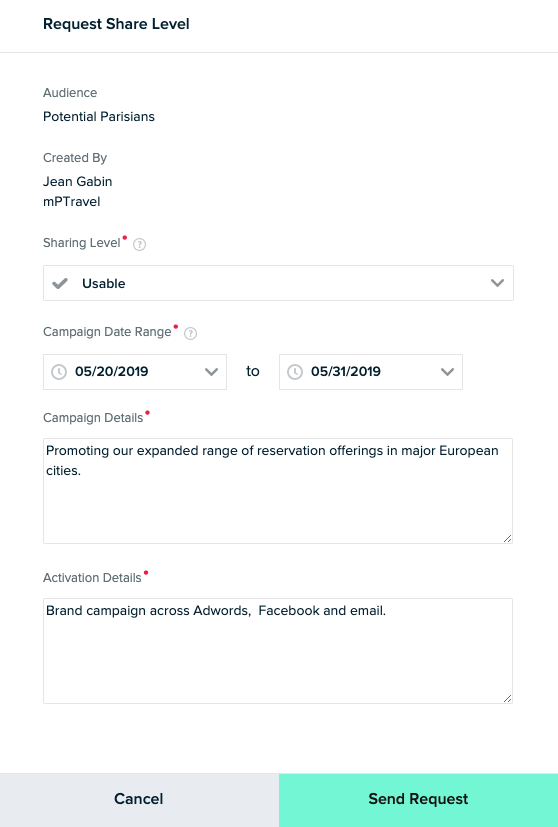 Request Share Level
Audience
Potential Parisians
Created By
Jean Gabin
mPTravel
Sharing Level
Usable
Campaign Date Range
05/20/2019 to 05/31/2019
Campaign Details
Promoting our expanded range of reservation offerings in major European
cities.
Activation Details
Brand campaign across Adwords,  Facebook and email.
Cancel Send Request